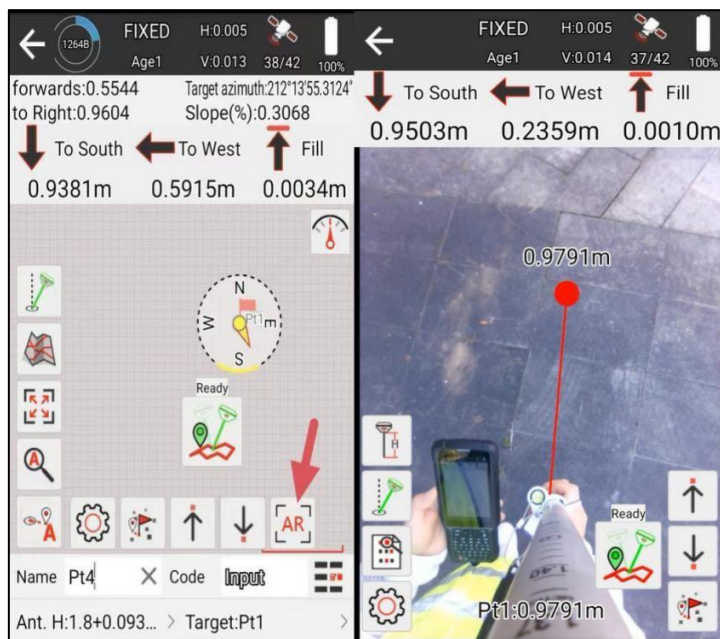 1264B
FIXED
H:0.005
Age1
V:0.013
38/42
100%
forwards:0.5544
Target azimuth:212°13'55.3124"
to Right:0.9604
Slope(%):0.3068
To South
To West
Fill
0.9381m
0.5915m
0.0034m
N
W
Pt1
E
S
Ready
A
A
AR
Name
Pt4
Code
Input
Ant. H:1.8+0.093... >
Target:Pt1 >
FIXED
H:0.005
Age1
V:0.014
37/42
100%
To South
To West
Fill
0.9503m
0.2359m
0.0010m
0.9791m
H
Ready
1.40
Pt1:0.9791m